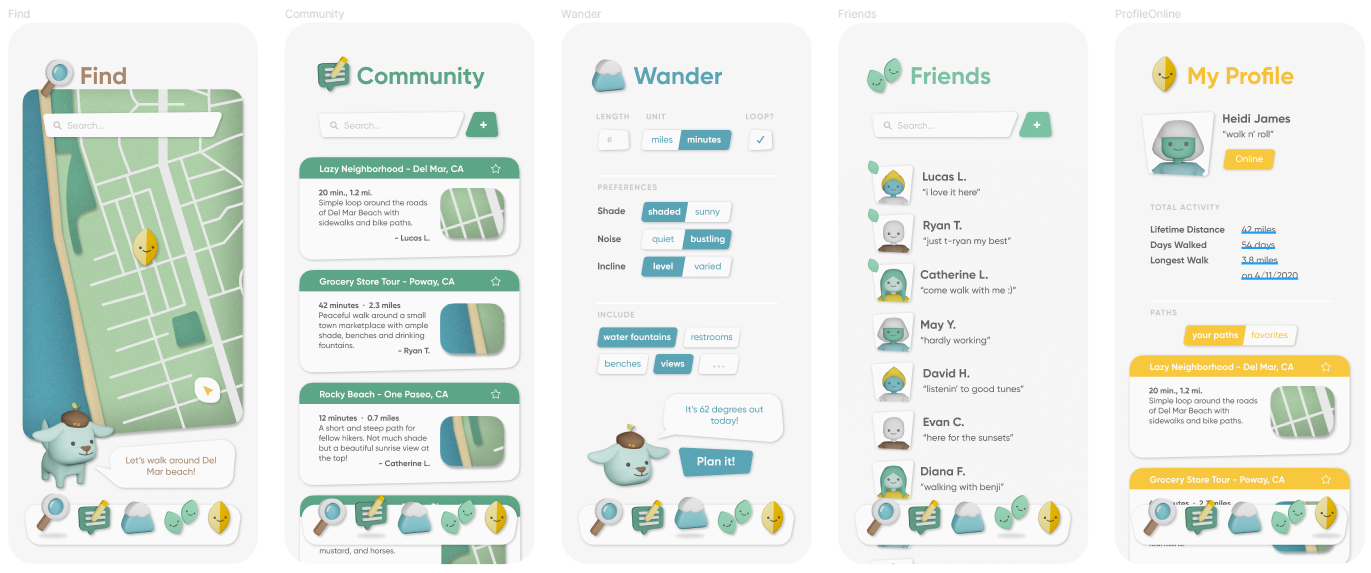 Find
Find
Search...
Let's walk around Del
Mar beach!
Community
Community
Search...
+
Lazy Neighborhood - Del Mar, CA
20 min., 1.2 mi.
Simple loop around the roads
of Del Mar Beach with
sidewalks and bike paths.
- Lucas L.
Grocery Store Tour - Poway, CA
42 minutes · 2.3 miles
Peaceful walk around a small
town marketplace with ample
shade, benches and drinking
fountains.
- Ryan T.
Rocky Beach - One Paseo, CA
12 minutes · 0.7 miles
A short and steep path for
fellow hikers. Not much shade
but a beautiful sunrise view at
the top!
- Catherine L.
mustard, and horses.
Wander
Wander
LENGTH UNIT LOOP?
# miles minutes
PREFERENCES
Shade shaded sunny
Noise quiet bustling
Incline level varied
INCLUDE
water fountains restrooms
benches views ...
It's 62 degrees out
today!
Plan it!
Friends
Friends
Search...
+
Lucas L.
"i love it here"
Ryan T.
"just t-ryan my best"
Catherine L.
"come walk with me :)"
May Y.
"hardly working"
David H.
"listenin' to good tunes"
Evan C.
"here for the sunsets"
Diana F.
"walking with benji"
ProfileOnline
My Profile
Heidi James
"walk n' roll"
Online
TOTAL ACTIVITY
Lifetime Distance 42 miles
Days Walked 54 days
Longest Walk 3.8 miles
on 4/11/2020
PATHS
your paths favorites
Lazy Neighborhood - Del Mar, CA
20 min., 1.2 mi.
Simple loop around the roads
of Del Mar Beach with
sidewalks and bike paths.
Grocery Store Tour - Poway, CA